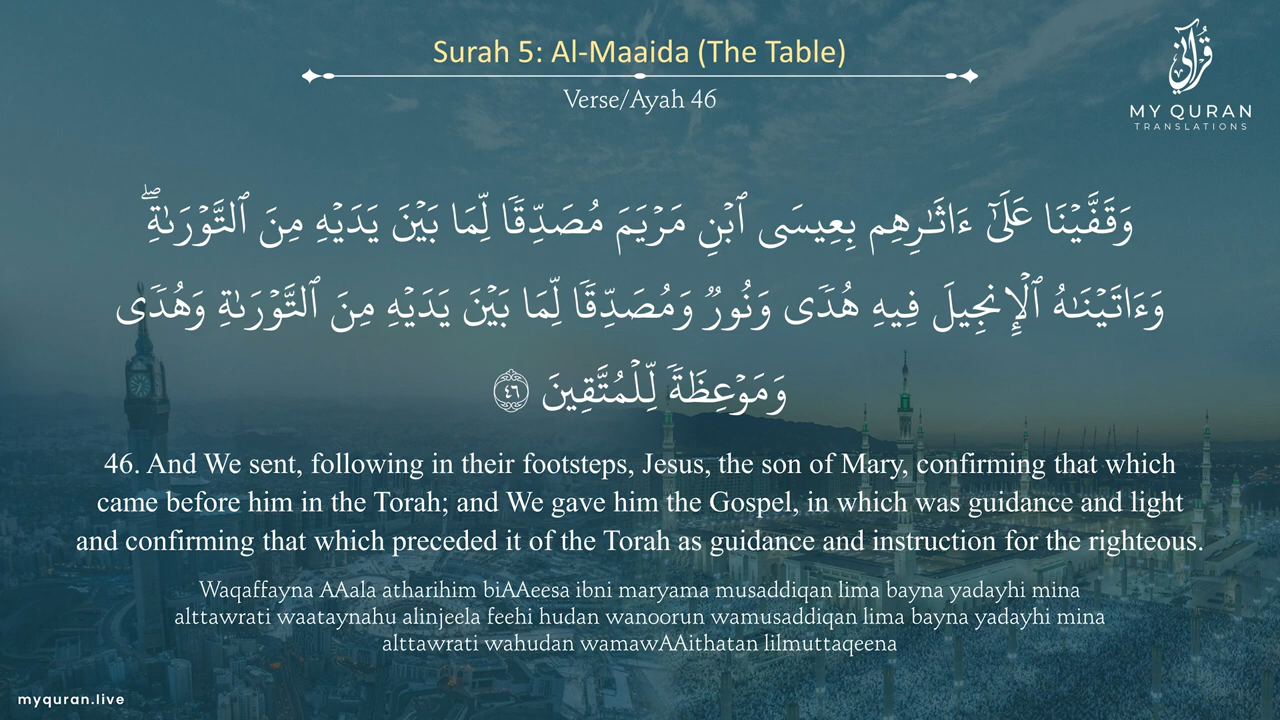 Surah 5: Al-Maaida (The Table)
Verse/Ayah 46
قرآني
MY QURAN
TRANSLATIONS
وَقَفَّيْنَا عَلَىٰٓ ءَاثَـٰرِهِم بِعِيسَى ٱبْنِ مَرْيَمَ مُصَدِّقًا لِّمَا بَيْنَ يَدَيْهِ مِنَ ٱلتَّوْرَىٰةِ ۖ
وَءَاتَيْنَـٰهُ ٱلْإِنجِيلَ فِيهِ هُدًى وَنُورٌ وَمُصَدِّقًا لِّمَا بَيْنَ يَدَيْهِ مِنَ ٱلتَّوْرَىٰةِ وَهُدًى
وَمَوْعِظَةً لِّلْمُتَّقِينَ ٤٦
46. And We sent, following in their footsteps, Jesus, the son of Mary, confirming that which
came before him in the Torah; and We gave him the Gospel, in which was guidance and light
and confirming that which preceded it of the Torah as guidance and instruction for the righteous.
Waqaffayna AAala atharihim biAAeesa ibni maryama musaddiqan lima bayna yadayhi mina
alttawrati waataynahu alinjeela feehi hudan wanoorun wamusaddiqan lima bayna yadayhi mina
alttawrati wahudan wamawAAithatan lilmuttaqeena
myquran.live